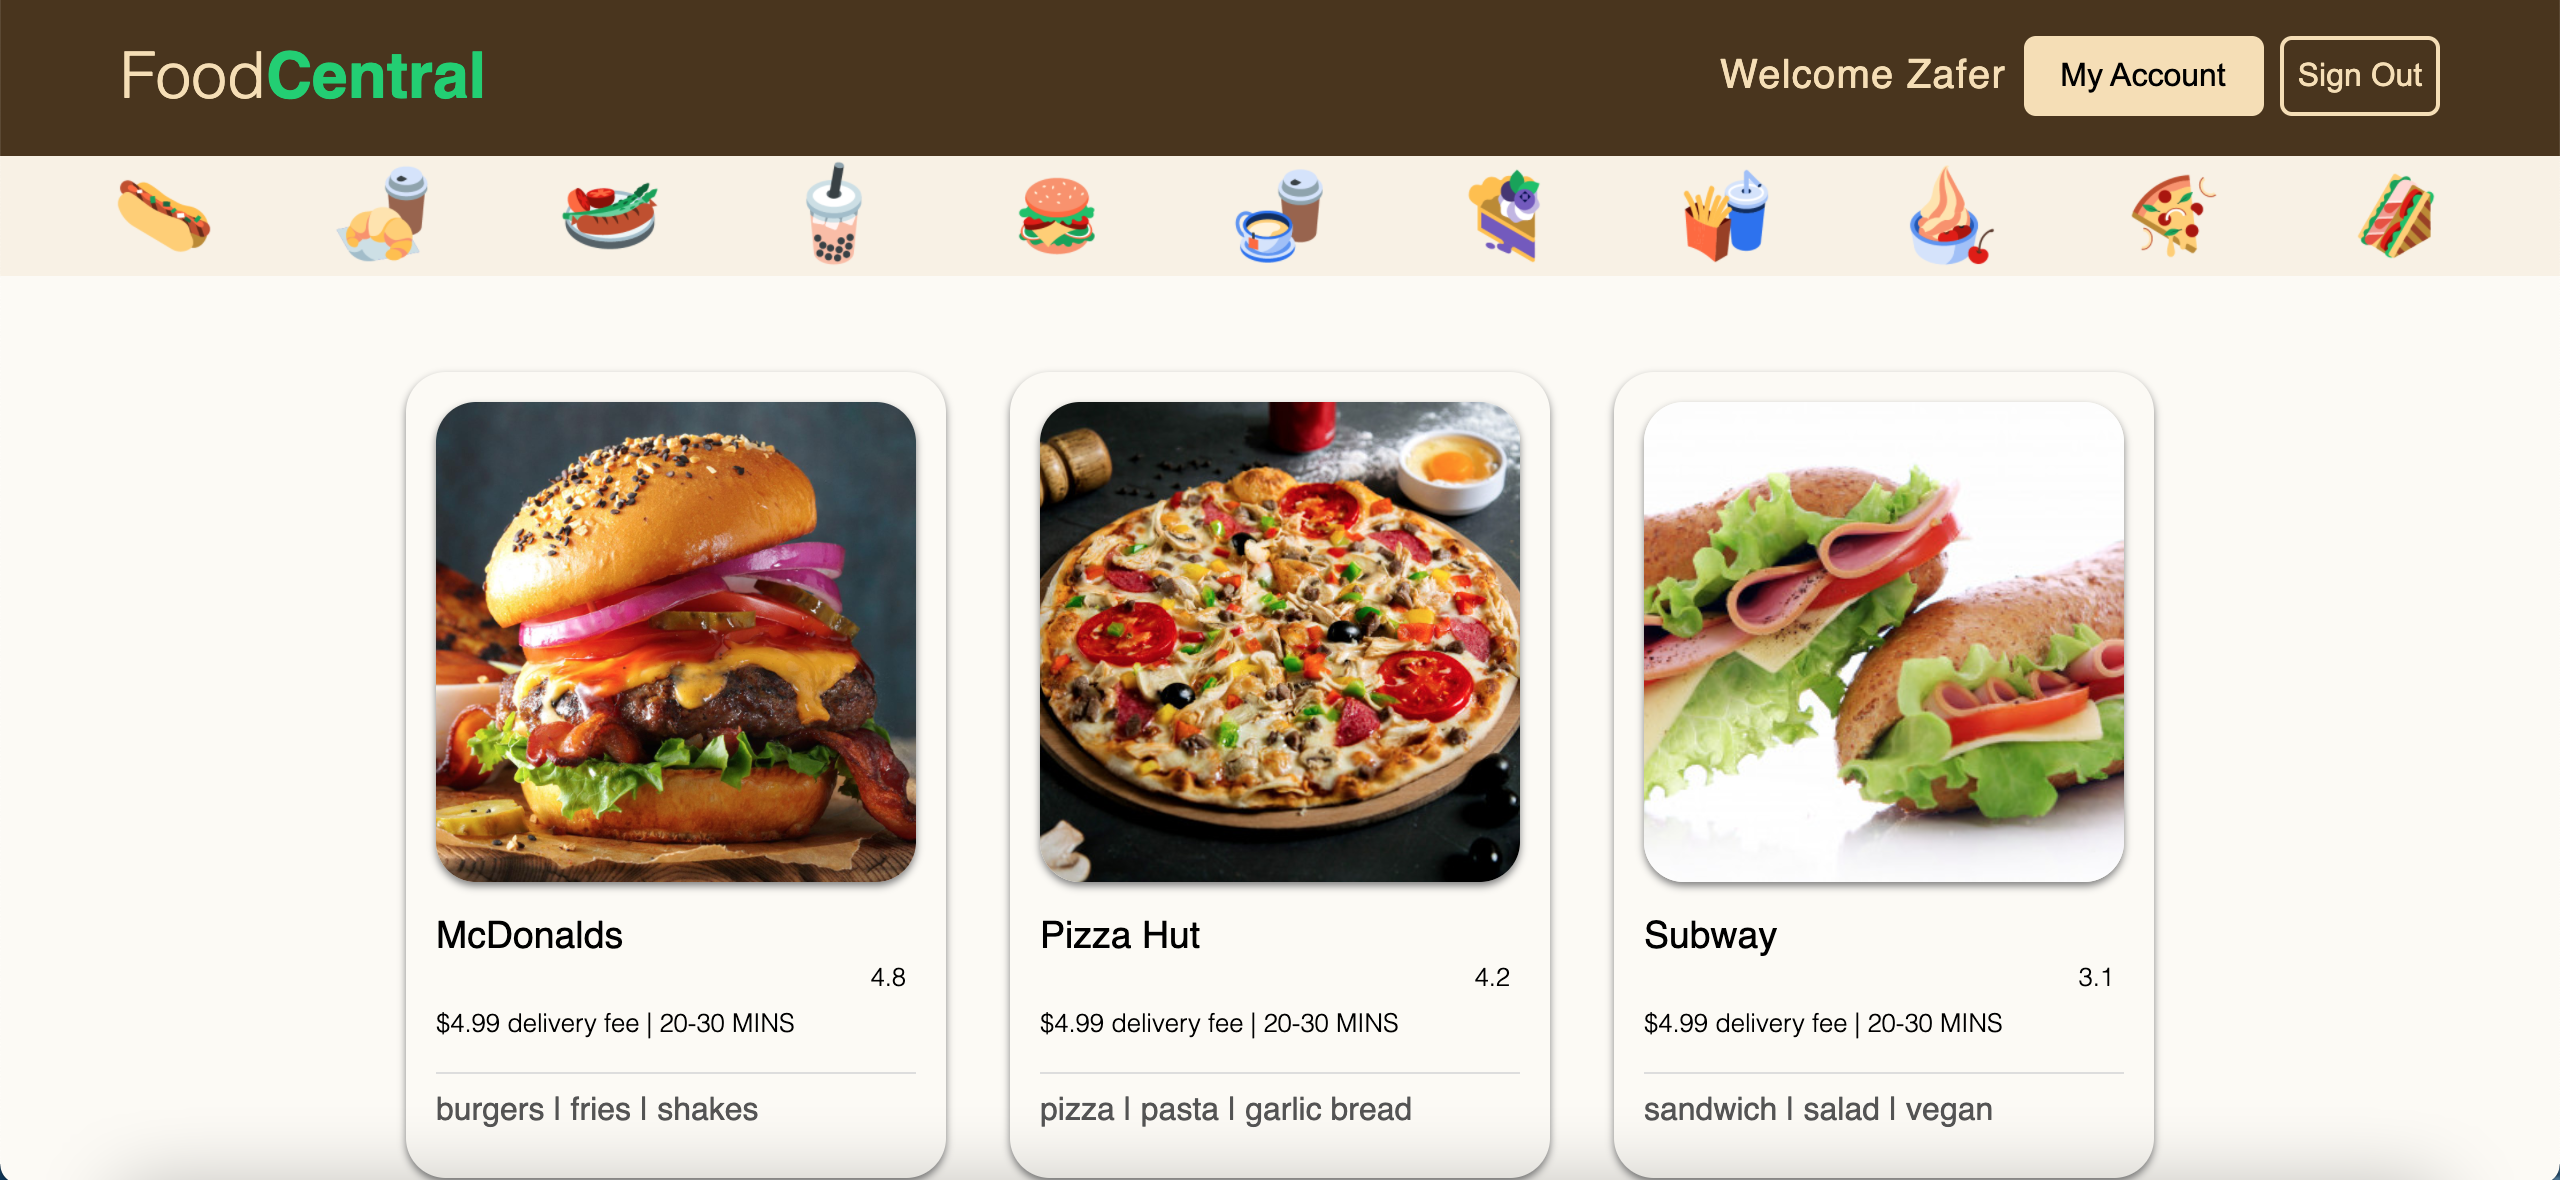 FoodCentral
Welcome Zafer
My Account
Sign Out
McDonalds
4.8
$4.99 delivery fee | 20-30 MINS
burgers | fries | shakes
Pizza Hut
4.2
$4.99 delivery fee | 20-30 MINS
pizza | pasta | garlic bread
Subway
3.1
$4.99 delivery fee | 20-30 MINS
sandwich | salad | vegan